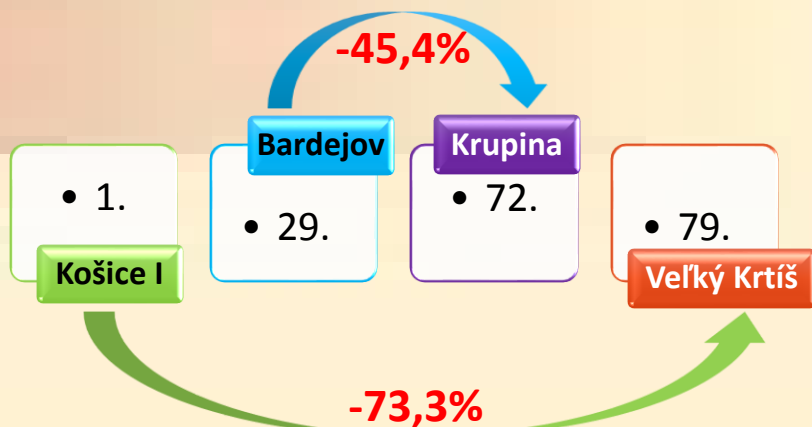 -45,4%
Bardejov
Krupina
• 1.
• 29.
• 72.
• 79.
Košice I
Veľký Krtíš
-73,3%